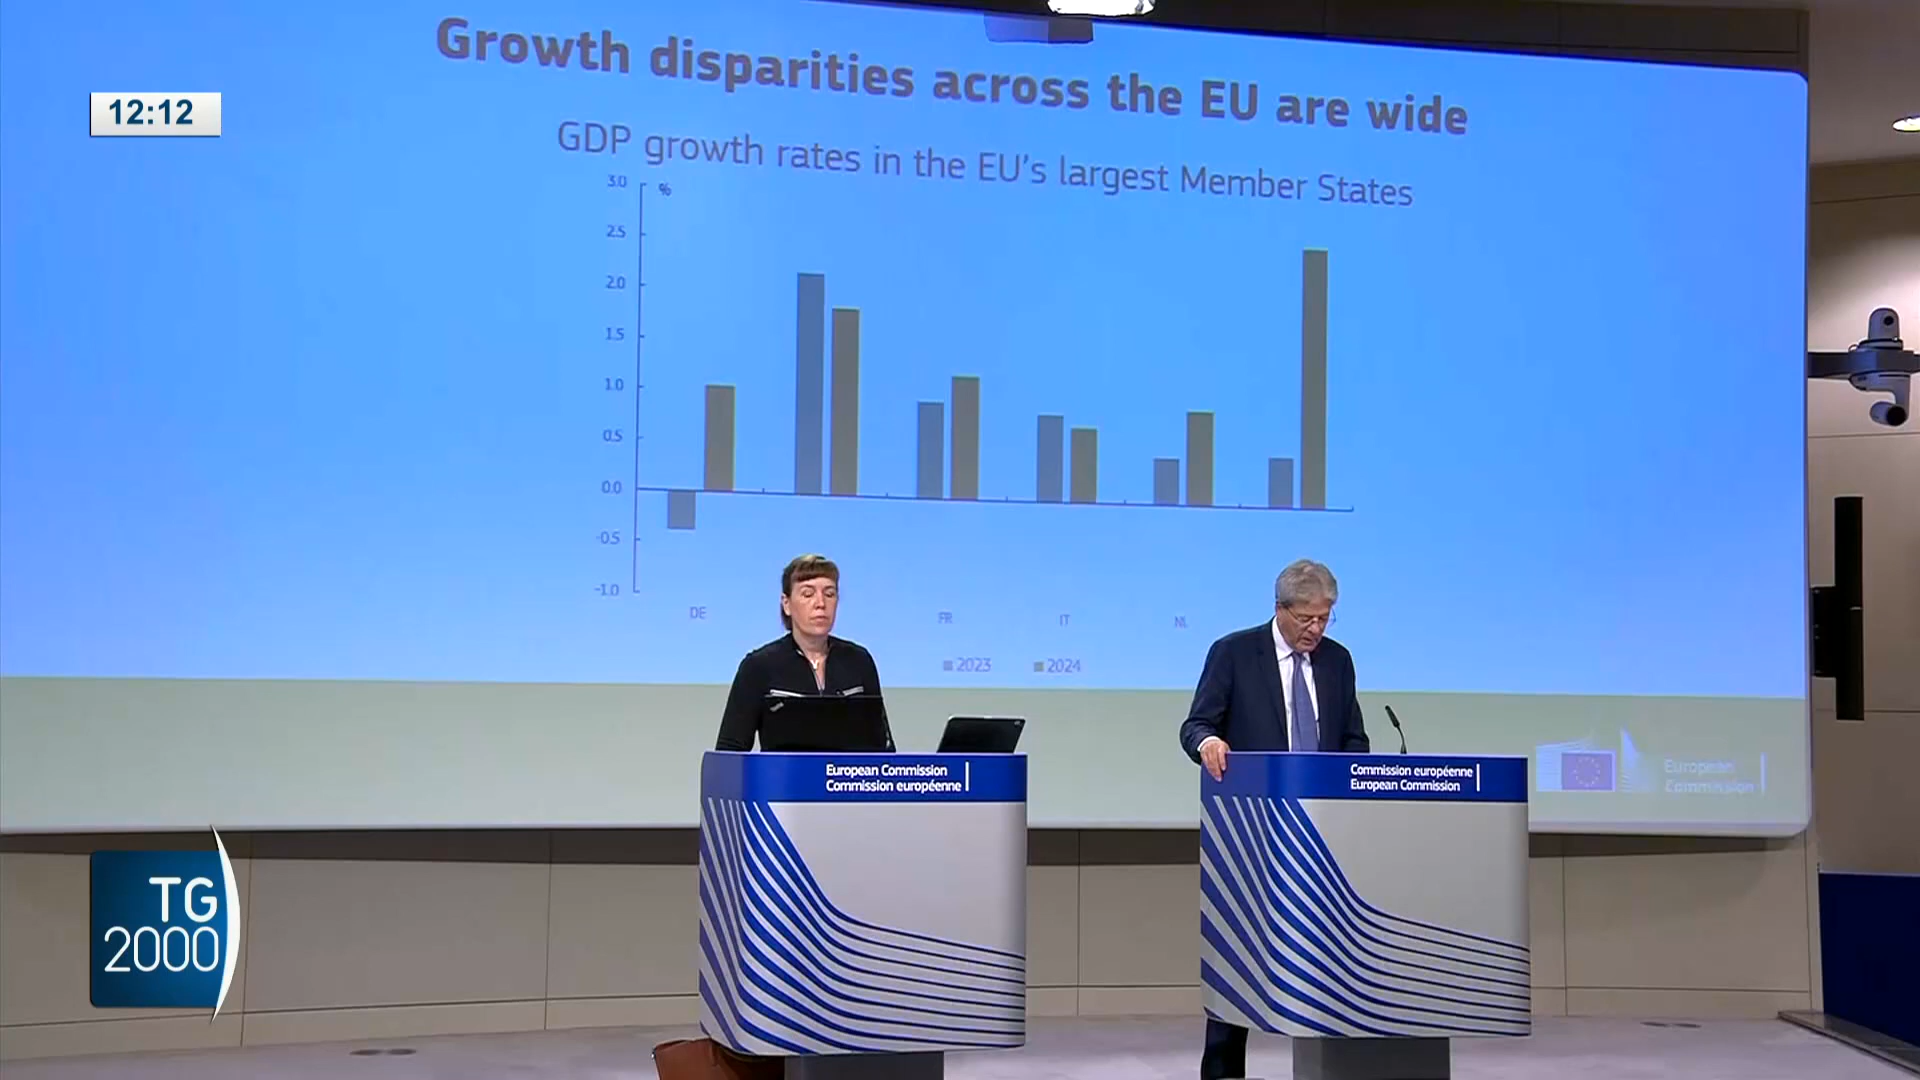 12:12
Growth disparities across the EU are wide
GDP growth rates in the EU's largest Member States
%
3.0
2.5
2.0
1.5
1.0
0.5
0.0
-0.5
-1.0
DE FR IT NL
2023 2024
European Commission
Commission européenne
Commission européenne
European Commission
European
Commission
TG
2000